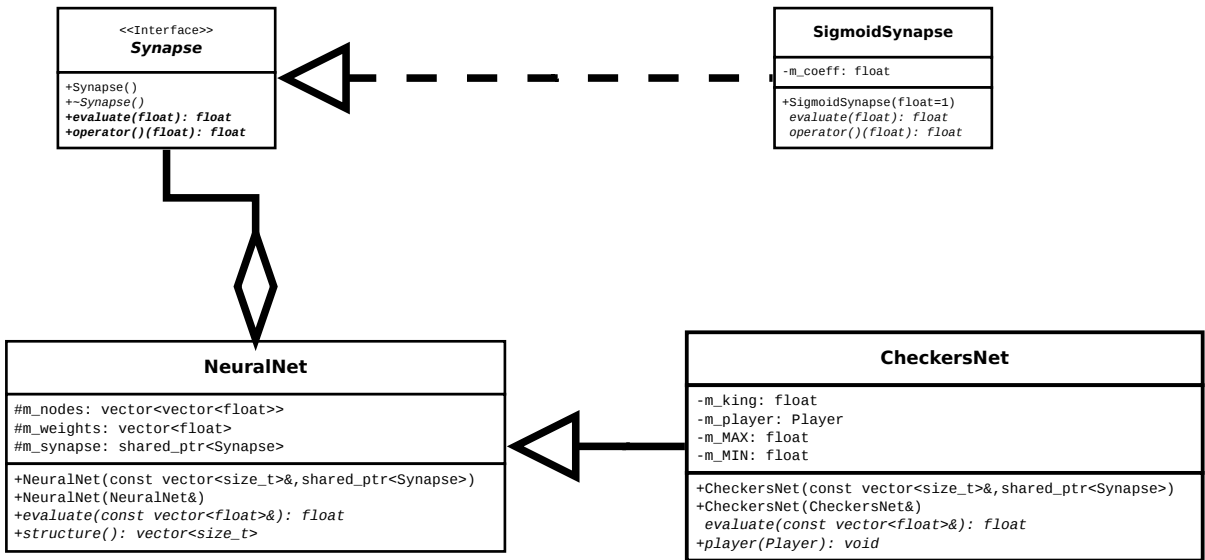 <<Interface>>
Synapse
+Synapse()
+~Synapse()
+evaluate(float): float
+operator()(float): float
SigmoidSynapse
-m_coeff: float
+SigmoidSynapse(float=1)
evaluate(float): float
operator()(float): float
NeuralNet
#m_nodes: vector<vector<float>>
#m_weights: vector<float>
#m_synapse: shared_ptr<Synapse>
+NeuralNet(const vector<size_t>&,shared_ptr<Synapse>)
+NeuralNet(NeuralNet&)
+evaluate(const vector<float>&): float
+structure(): vector<size_t>
CheckersNet
-m_king: float
-m_player: Player
-m_MAX: float
-m_MIN: float
+CheckersNet(const vector<size_t>&,shared_ptr<Synapse>)
+CheckersNet(CheckersNet&)
evaluate(const vector<float>&): float
+player(Player): void